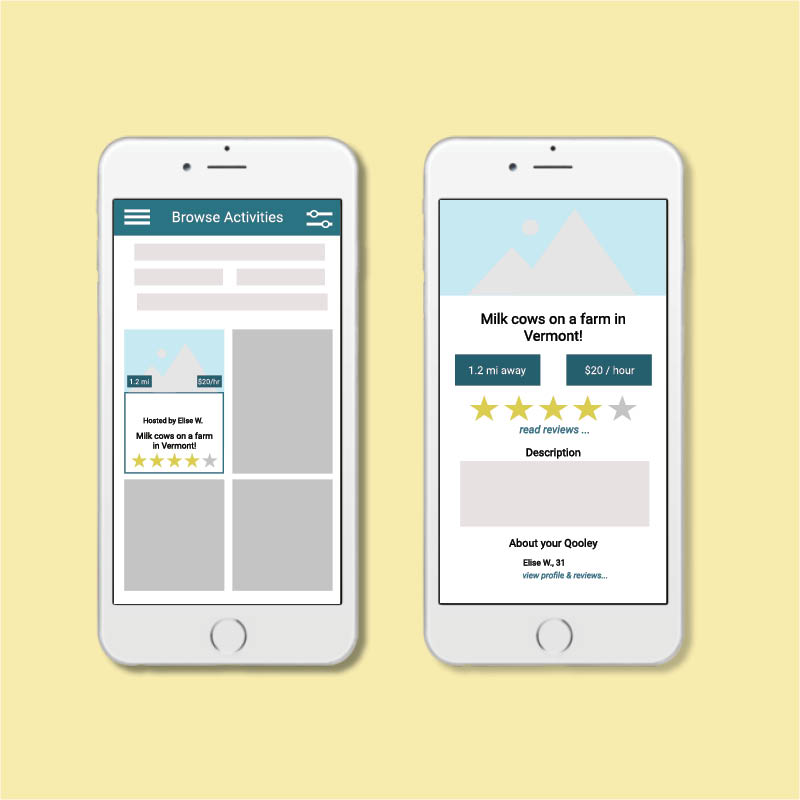 Browse Activities
1.2 mi
$20/hr
Hosted by Elise W.
Milk cows on a farm
in Vermont!
Milk cows on a farm in
Vermont!
1.2 mi away
$20 / hour
read reviews ...
Description
About your Qooley
Elise W., 31
view profile & reviews...